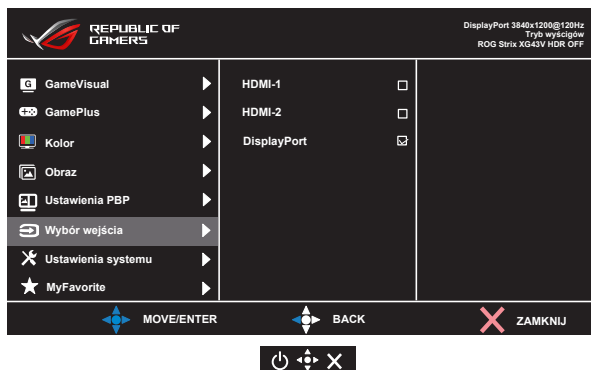 REPUBLIC OF
GAMERS
DisplayPort 3840x1200@120Hz
Tryb wyścigów
ROG Strix XG43V HDR OFF
G GameVisual
GamePlus
Kolor
Obraz
Ustawienia PBP
Wybór wejścia
Ustawienia systemu
MyFavorite
HDMI-1
HDMI-2
DisplayPort
MOVE/ENTER
BACK
ZAMKNIJ